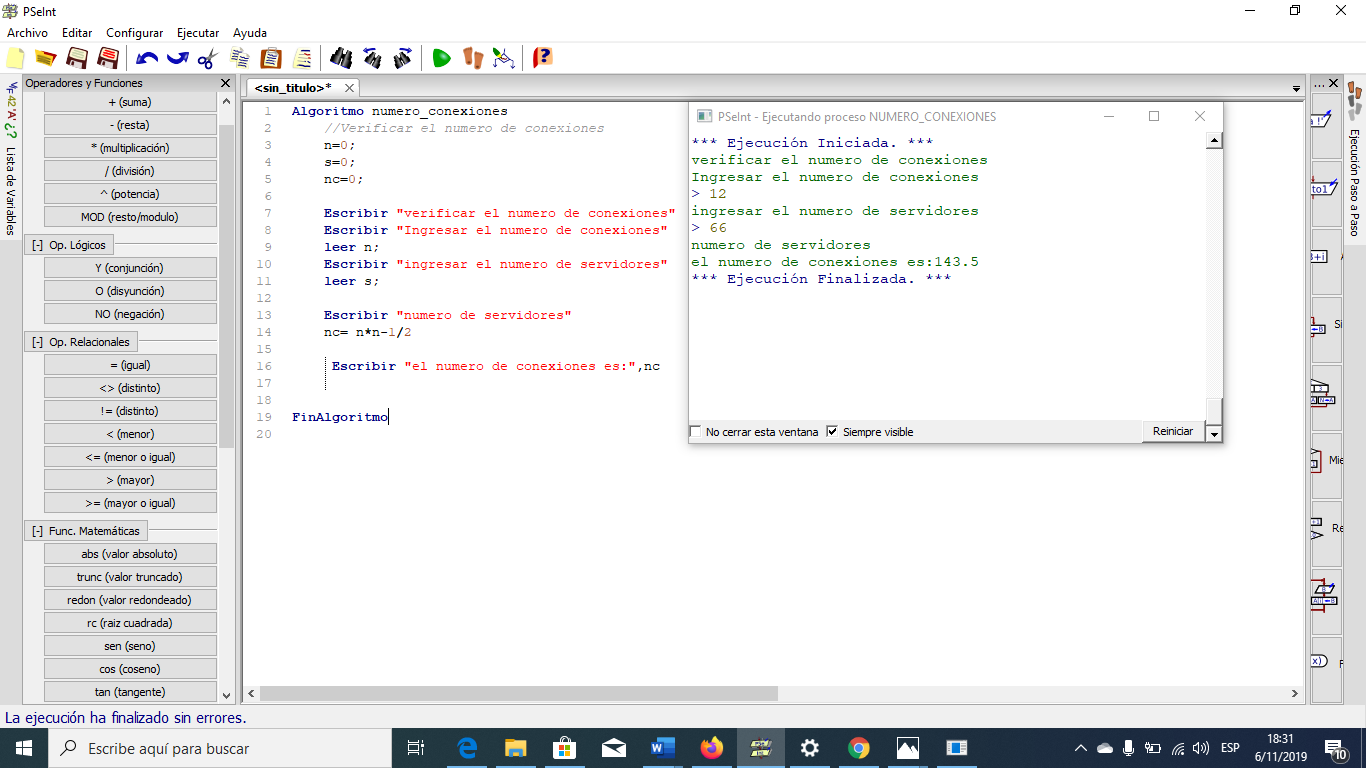 PSeInt
Archivo Editar Configurar Ejecutar Ayuda
Operadores y Funciones
+ (suma)
- (resta)
* (multiplicación)
/ (división)
^ (potencia)
MOD (resto/modulo)
[-] Op. Lógicos
Y (conjunción)
O (disyunción)
NO (negación)
[-] Op. Relacionales
= (igual)
<> (distinto)
!= (distinto)
< (menor)
<= (menor o igual)
> (mayor)
>= (mayor o igual)
[-] Func. Matemáticas
abs (valor absoluto)
trunc (valor truncado)
redon (valor redondeado)
rc (raiz cuadrada)
sen (seno)
cos (coseno)
tan (tangente)
Lista de Variables
<sin_titulo>*
1 Algoritmo numero_conexiones
2 //Verificar el numero de conexiones
3 n=0;
4 s=0;
5 nc=0;
6
7 Escribir "verificar el numero de conexiones"
8 Escribir "Ingresar el numero de conexiones"
9 leer n;
10 Escribir "ingresar el numero de servidores"
11 leer s;
12
13 Escribir "numero de servidores"
14 nc= n*n-1/2
15
16 Escribir "el numero de conexiones es:",nc
17
18
19 FinAlgoritmo
20
PSeInt - Ejecutando proceso NUMERO_CONEXIONES
*** Ejecución Iniciada. ***
verificar el numero de conexiones
Ingresar el numero de conexiones
> 12
ingresar el numero de servidores
> 66
numero de servidores
el numero de conexiones es:143.5
*** Ejecución Finalizada. ***
No cerrar esta ventana Siempre visible Reiniciar
Ejecución Paso a Paso
La ejecución ha finalizado sin errores.
Escribe aquí para buscar
ESP
18:31
6/11/2019
10